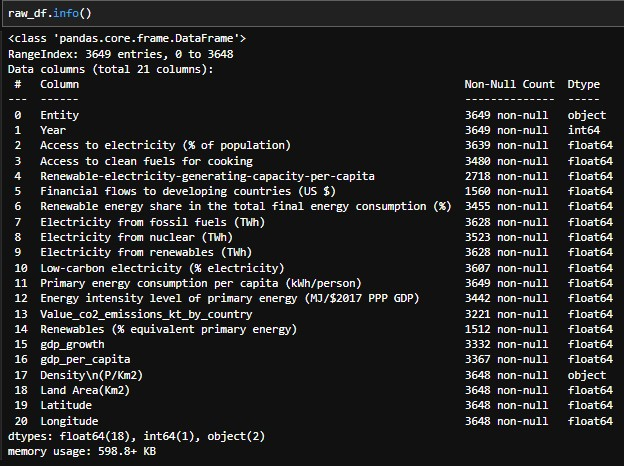 raw_df.info()
<class 'pandas.core.frame.DataFrame'>
RangeIndex: 3649 entries, 0 to 3648
Data columns (total 21 columns):
 #   Column                                                            Non-Null Count  Dtype
---  ------                                                            --------------  -----
 0   Entity                                                            3649 non-null   object
 1   Year                                                              3649 non-null   int64
 2   Access to electricity (% of population)                           3639 non-null   float64
 3   Access to clean fuels for cooking                                 3480 non-null   float64
 4   Renewable-electricity-generating-capacity-per-capita              2718 non-null   float64
 5   Financial flows to developing countries (US $)                    1560 non-null   float64
 6   Renewable energy share in the total final energy consumption (%)  3455 non-null   float64
 7   Electricity from fossil fuels (TWh)                               3628 non-null   float64
 8   Electricity from nuclear (TWh)                                    3523 non-null   float64
 9   Electricity from renewables (TWh)                                 3628 non-null   float64
 10  Low-carbon electricity (% electricity)                            3607 non-null   float64
 11  Primary energy consumption per capita (kWh/person)                3649 non-null   float64
 12  Energy intensity level of primary energy (MJ/$2017 PPP GDP)       3442 non-null   float64
 13  Value_co2_emissions_kt_by_country                                 3221 non-null   float64
 14  Renewables (% equivalent primary energy)                          1512 non-null   float64
 15  gdp_growth                                                        3332 non-null   float64
 16  gdp_per_capita                                                    3367 non-null   float64
 17  Density\n(P/Km2)                                                  3648 non-null   object
 18  Land Area(Km2)                                                    3648 non-null   float64
 19  Latitude                                                          3648 non-null   float64
 20  Longitude                                                         3648 non-null   float64
dtypes: float64(18), int64(1), object(2)
memory usage: 598.8+ KB